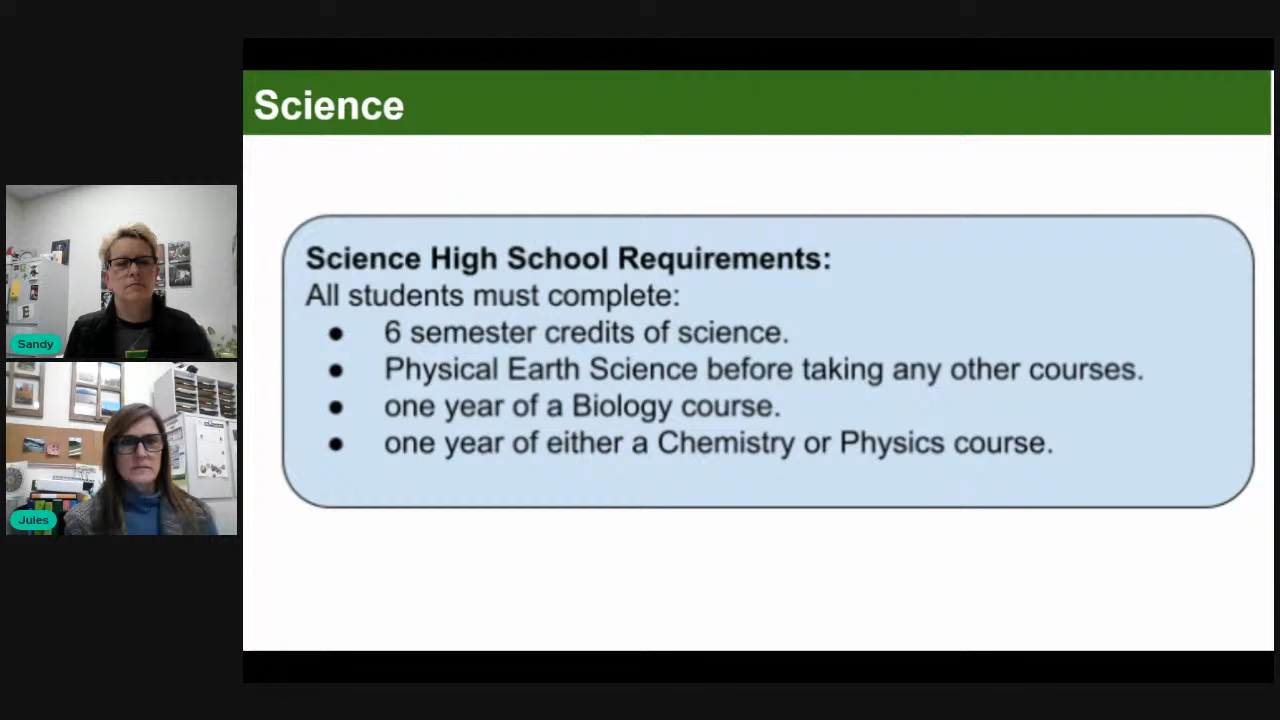 Science
Science High School Requirements:
All students must complete:
● 6 semester credits of science.
● Physical Earth Science before taking any other courses.
● one year of a Biology course.
● one year of either a Chemistry or Physics course.
Sandy
Jules